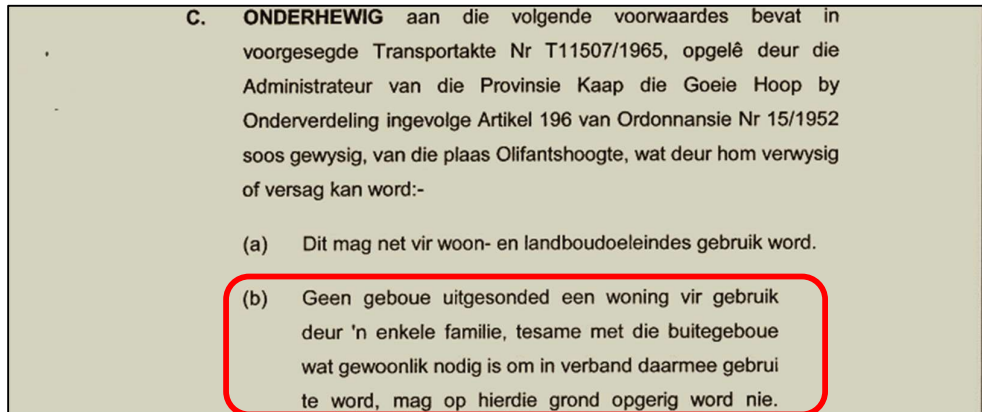 C. ONDERHEWIG aan die volgende voorwaardes bevat in
voorgesegde Transportakte Nr T11507/1965, opgelê deur die
Administrateur van die Provinsie Kaap die Goeie Hoop by
Onderverdeling ingevolge Artikel 196 van Ordonnansie Nr 15/1952
soos gewysig, van die plaas Olifantshoogte, wat deur hom verwysig
of versag kan word:-
(a) Dit mag net vir woon- en landboudoeleindes gebruik word.
(b) Geen geboue uitgesonded een woning vir gebruik
deur 'n enkele familie, tesame met die buitegeboue
wat gewoonlik nodig is om in verband daarmee gebrui
te word, mag op hierdie grond opgerig word nie.